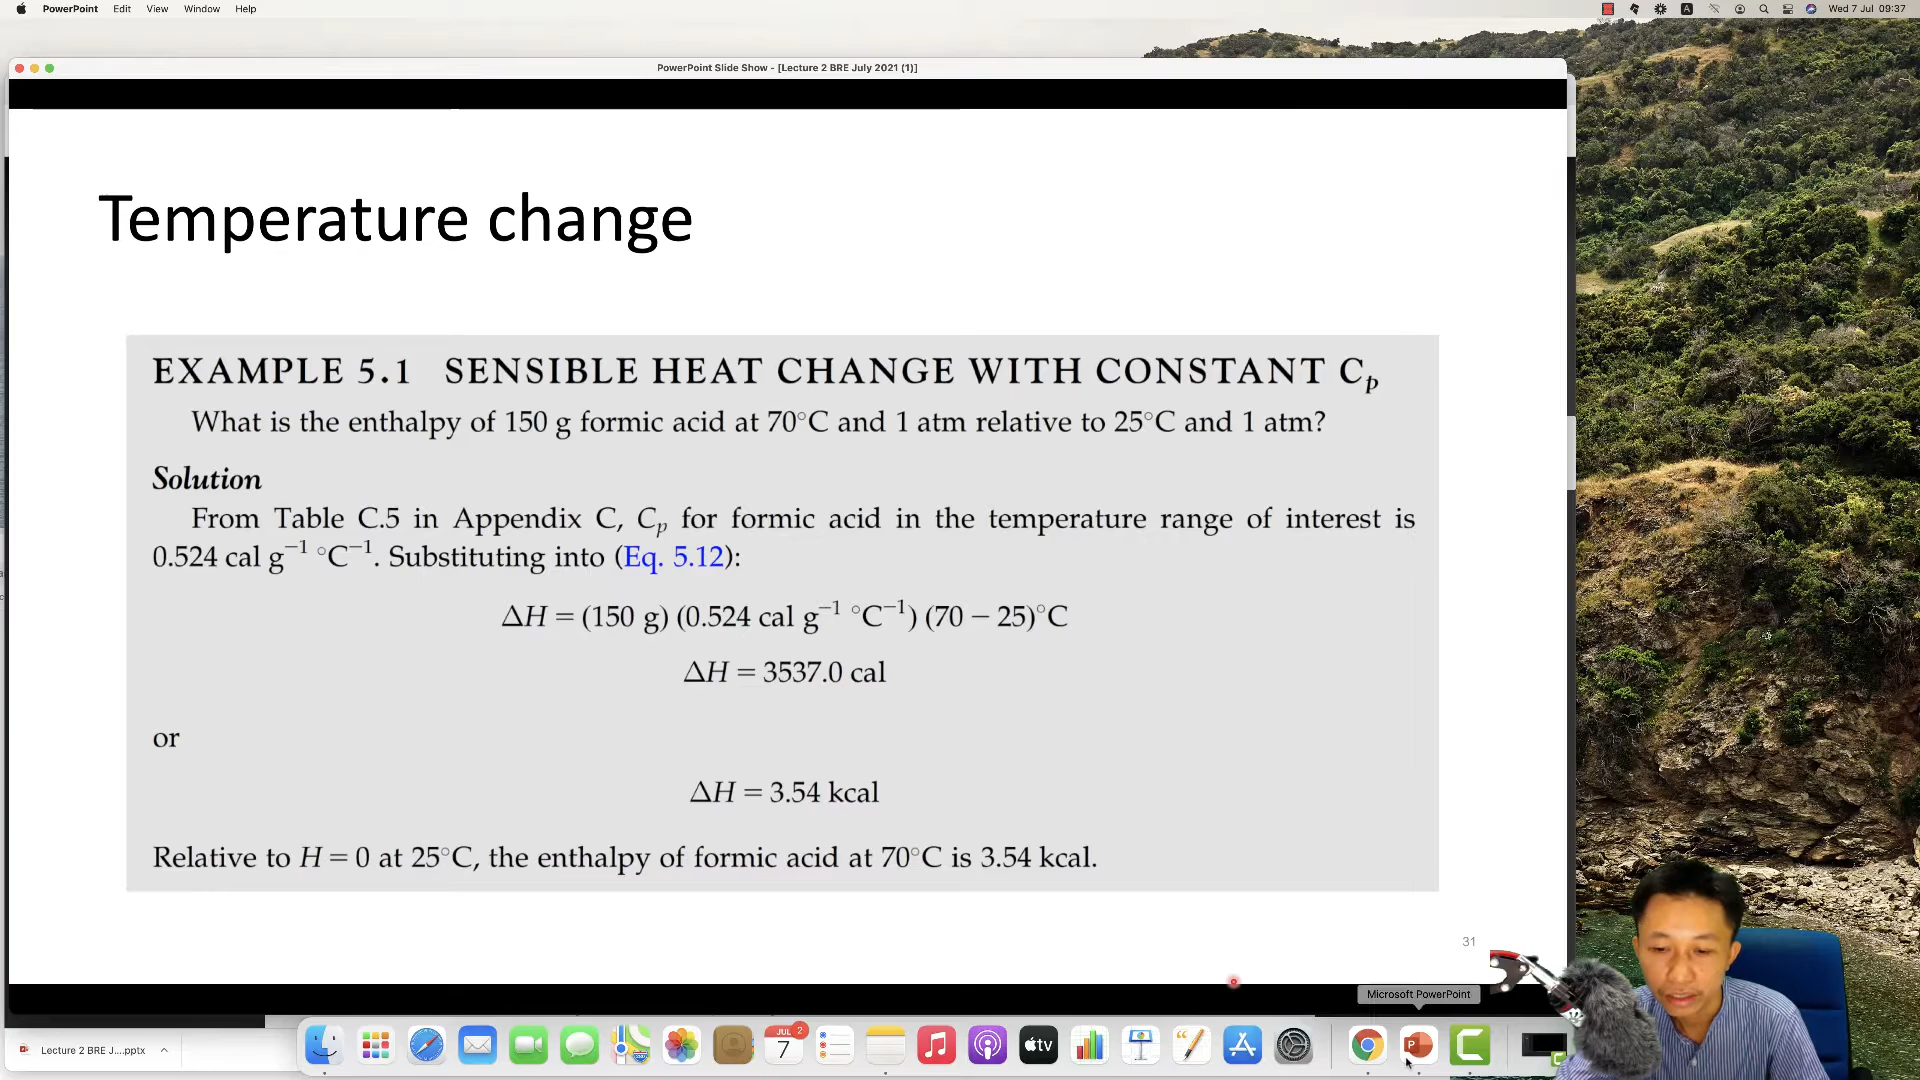 PowerPoint Edit View Window Help
A
Wed 7 Jul 09:37
PowerPoint Slide Show - [Lecture 2 BRE July 2021 (1)]
Temperature change
EXAMPLE 5.1 SENSIBLE HEAT CHANGE WITH CONSTANT Cp
What is the enthalpy of 150 g formic acid at 70°C and 1 atm relative to 25°C and 1 atm?
Solution
From Table C.5 in Appendix C, Cp for formic acid in the temperature range of interest is
0.524 cal g⁻¹ °C⁻¹. Substituting into (Eq. 5.12):
ΔH = (150 g) (0.524 cal g⁻¹ °C⁻¹) (70 − 25)°C
ΔH = 3537.0 cal
or
ΔH = 3.54 kcal
Relative to H = 0 at 25°C, the enthalpy of formic acid at 70°C is 3.54 kcal.
31
Microsoft PowerPoint
Lecture 2 BRE J....pptx
JUL 2
7
tv
P
C